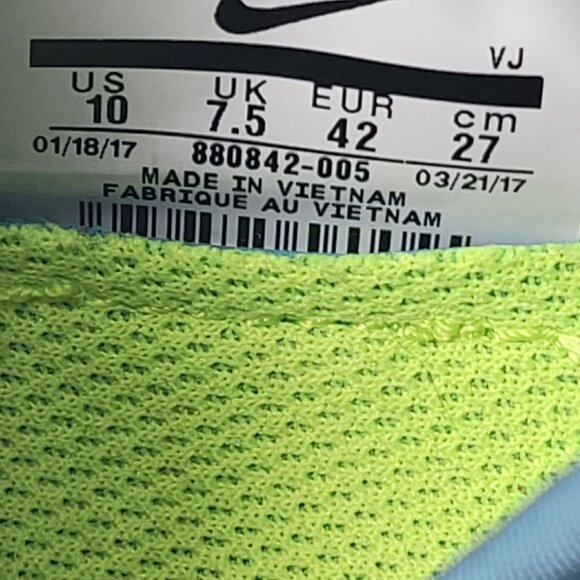 VJ
US UK EUR cm
10 7.5 42 27
01/18/17 880842-005 03/21/17
MADE IN VIETNAM
FABRIQUE AU VIETNAM